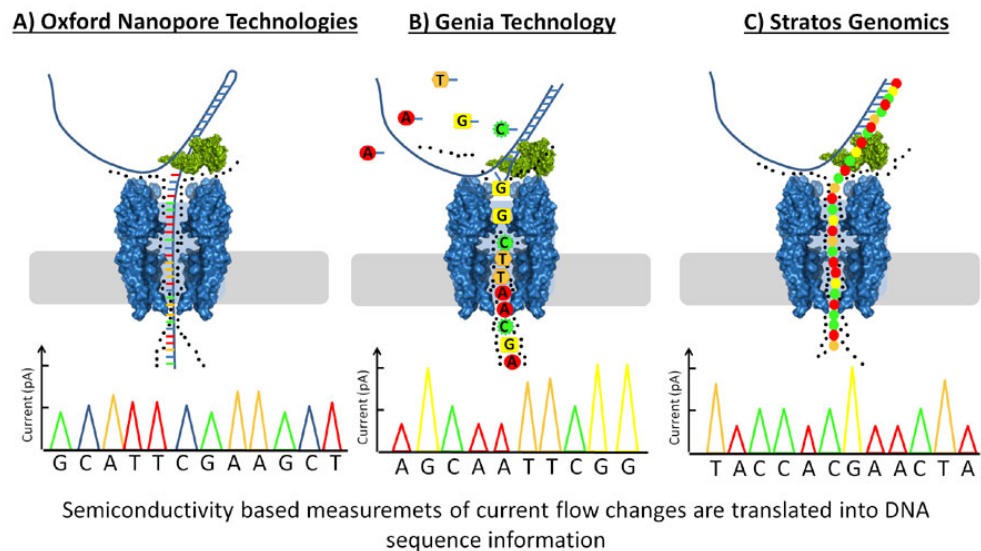 A) Oxford Nanopore Technologies
B) Genia Technology
C) Stratos Genomics
T
A
G
C
A
G
G
C
T
T
A
A
C
G
A
Current (pA)
G C A T T C G A A G C T
Current (pA)
A G C A A T T C G G
Current (pA)
T A C C A C G A A C T A
Semiconductivity based measuremets of current flow changes are translated into DNA
sequence information